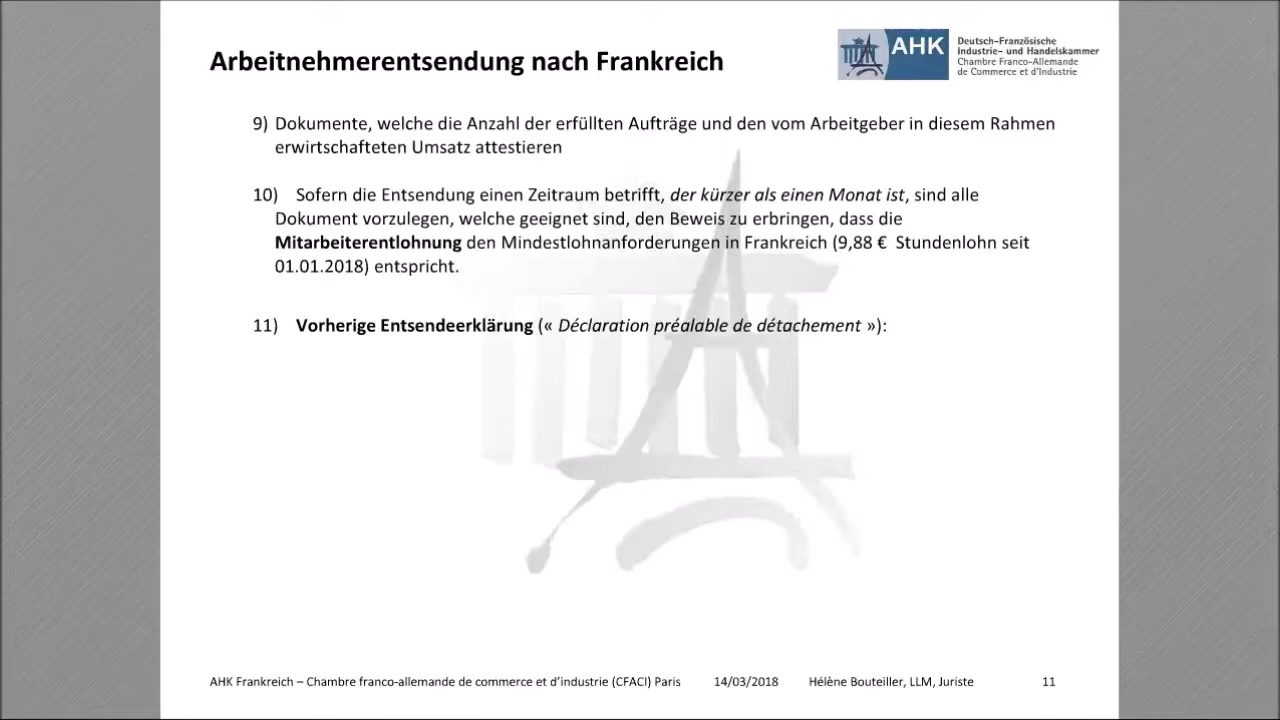 Arbeitnehmerentsendung nach Frankreich
AHK
Deutsch-Französische
Industrie- und Handelskammer
Chambre Franco-Allemande
de Commerce et d'Industrie
9) Dokumente, welche die Anzahl der erfüllten Aufträge und den vom Arbeitgeber in diesem Rahmen
erwirtschafteten Umsatz attestieren
10) Sofern die Entsendung einen Zeitraum betrifft, der kürzer als einen Monat ist, sind alle
Dokument vorzulegen, welche geeignet sind, den Beweis zu erbringen, dass die
Mitarbeiterentlohnung den Mindestlohnanforderungen in Frankreich (9,88 € Stundenlohn seit
01.01.2018) entspricht.
11) Vorherige Entsendeerklärung (« Déclaration préalable de détachement »):
AHK Frankreich – Chambre franco-allemande de commerce et d'industrie (CFACI) Paris 14/03/2018 Hélène Bouteiller, LLM, Juriste 11